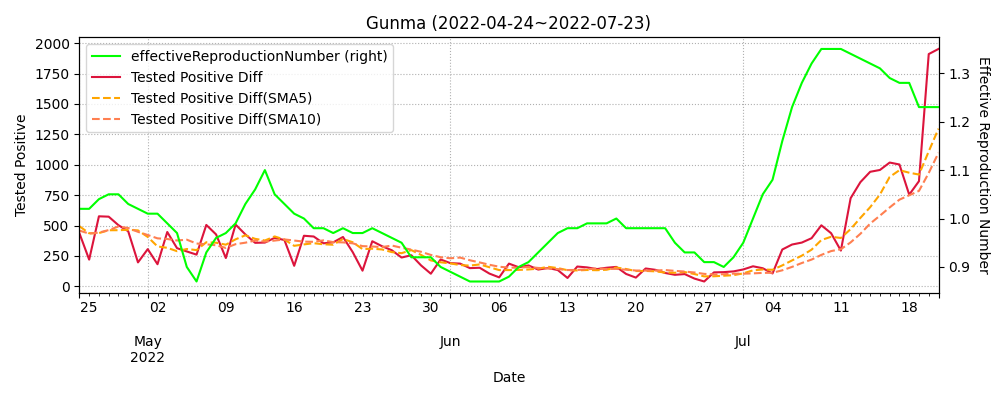 Gunma (2022-04-24~2022-07-23)
effectiveReproductionNumber (right)
Tested Positive Diff
Tested Positive Diff(SMA5)
Tested Positive Diff(SMA10)
Tested Positive
2000
1750
1500
1250
1000
750
500
250
0
1.3
1.2
1.1
1.0
0.9
Effective Reproduction Number
25 02 09 16 23 30 06 13 20 27 04 11 18
May Jun Jul
2022
Date